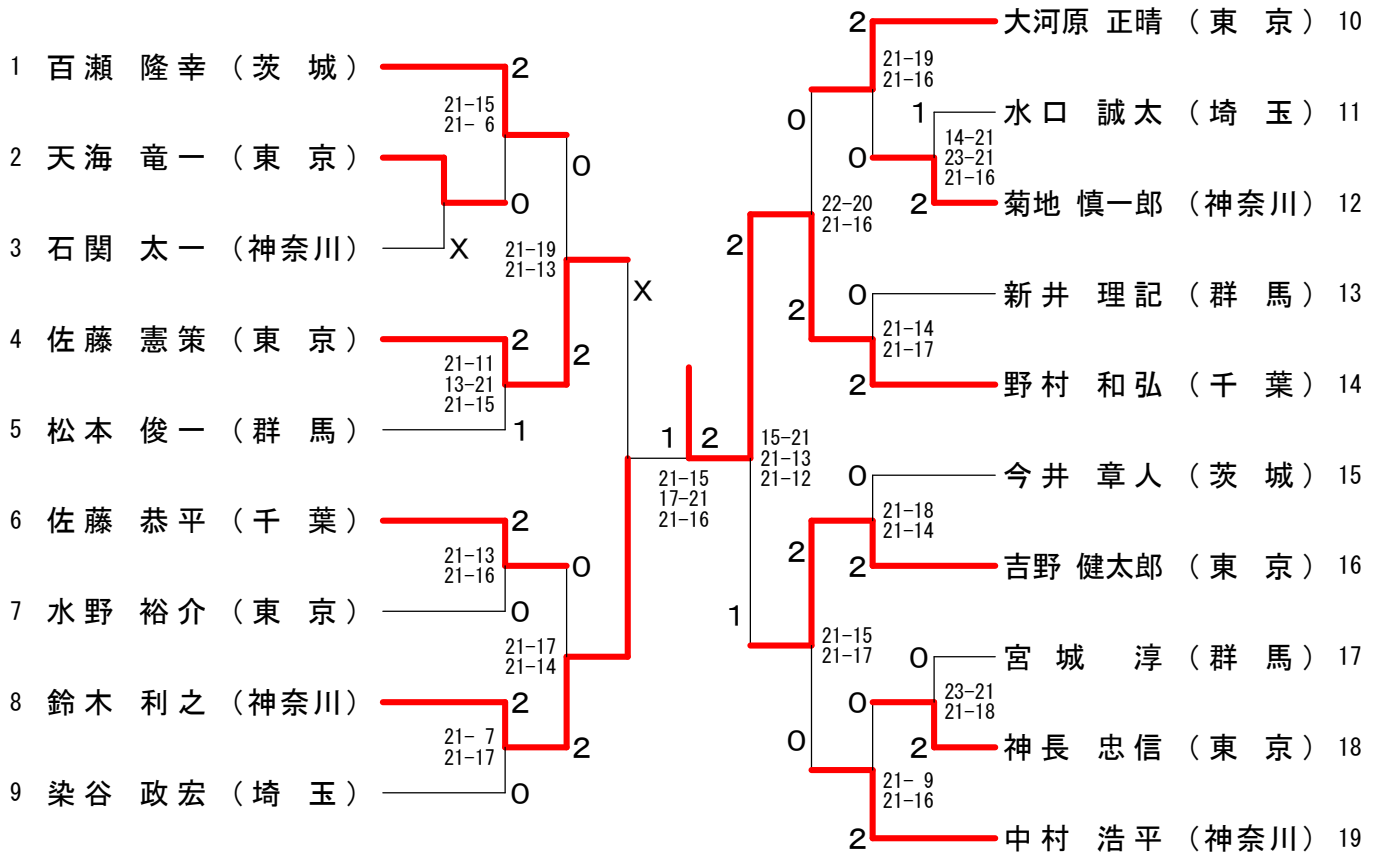 1 百瀬 隆幸 (茨 城) 2
21-15
21- 6
2 天海 竜一 (東 京) 0
0
3 石関 太一 (神奈川) X
21-19
21-13
X
4 佐藤 憲策 (東 京) 2
21-11
13-21
21-15
2
5 松本 俊一 (群 馬) 1
6 佐藤 恭平 (千 葉) 2
21-13
21-16
0
7 水野 裕介 (東 京) 0
21-17
21-14
8 鈴木 利之 (神奈川) 2
21- 7
21-17
2
9 染谷 政宏 (埼 玉) 0
1 2
21-15
17-21
21-16
2 大河原 正晴 (東 京) 10
21-19
21-16
0
1 水口 誠太 (埼 玉) 11
14-21
23-21
21-16
0
2 菊地 慎一郎 (神奈川) 12
22-20
21-16
2
0 新井 理記 (群 馬) 13
2
21-14
21-17
2 野村 和弘 (千 葉) 14
15-21
21-13
21-12
0 今井 章人 (茨 城) 15
21-18
21-14
2
2 吉野 健太郎 (東 京) 16
1
21-15
21-17
0 宮城 淳 (群 馬) 17
23-21
21-18
0
2 神長 忠信 (東 京) 18
0
21- 9
21-16
2 中村 浩平 (神奈川) 19